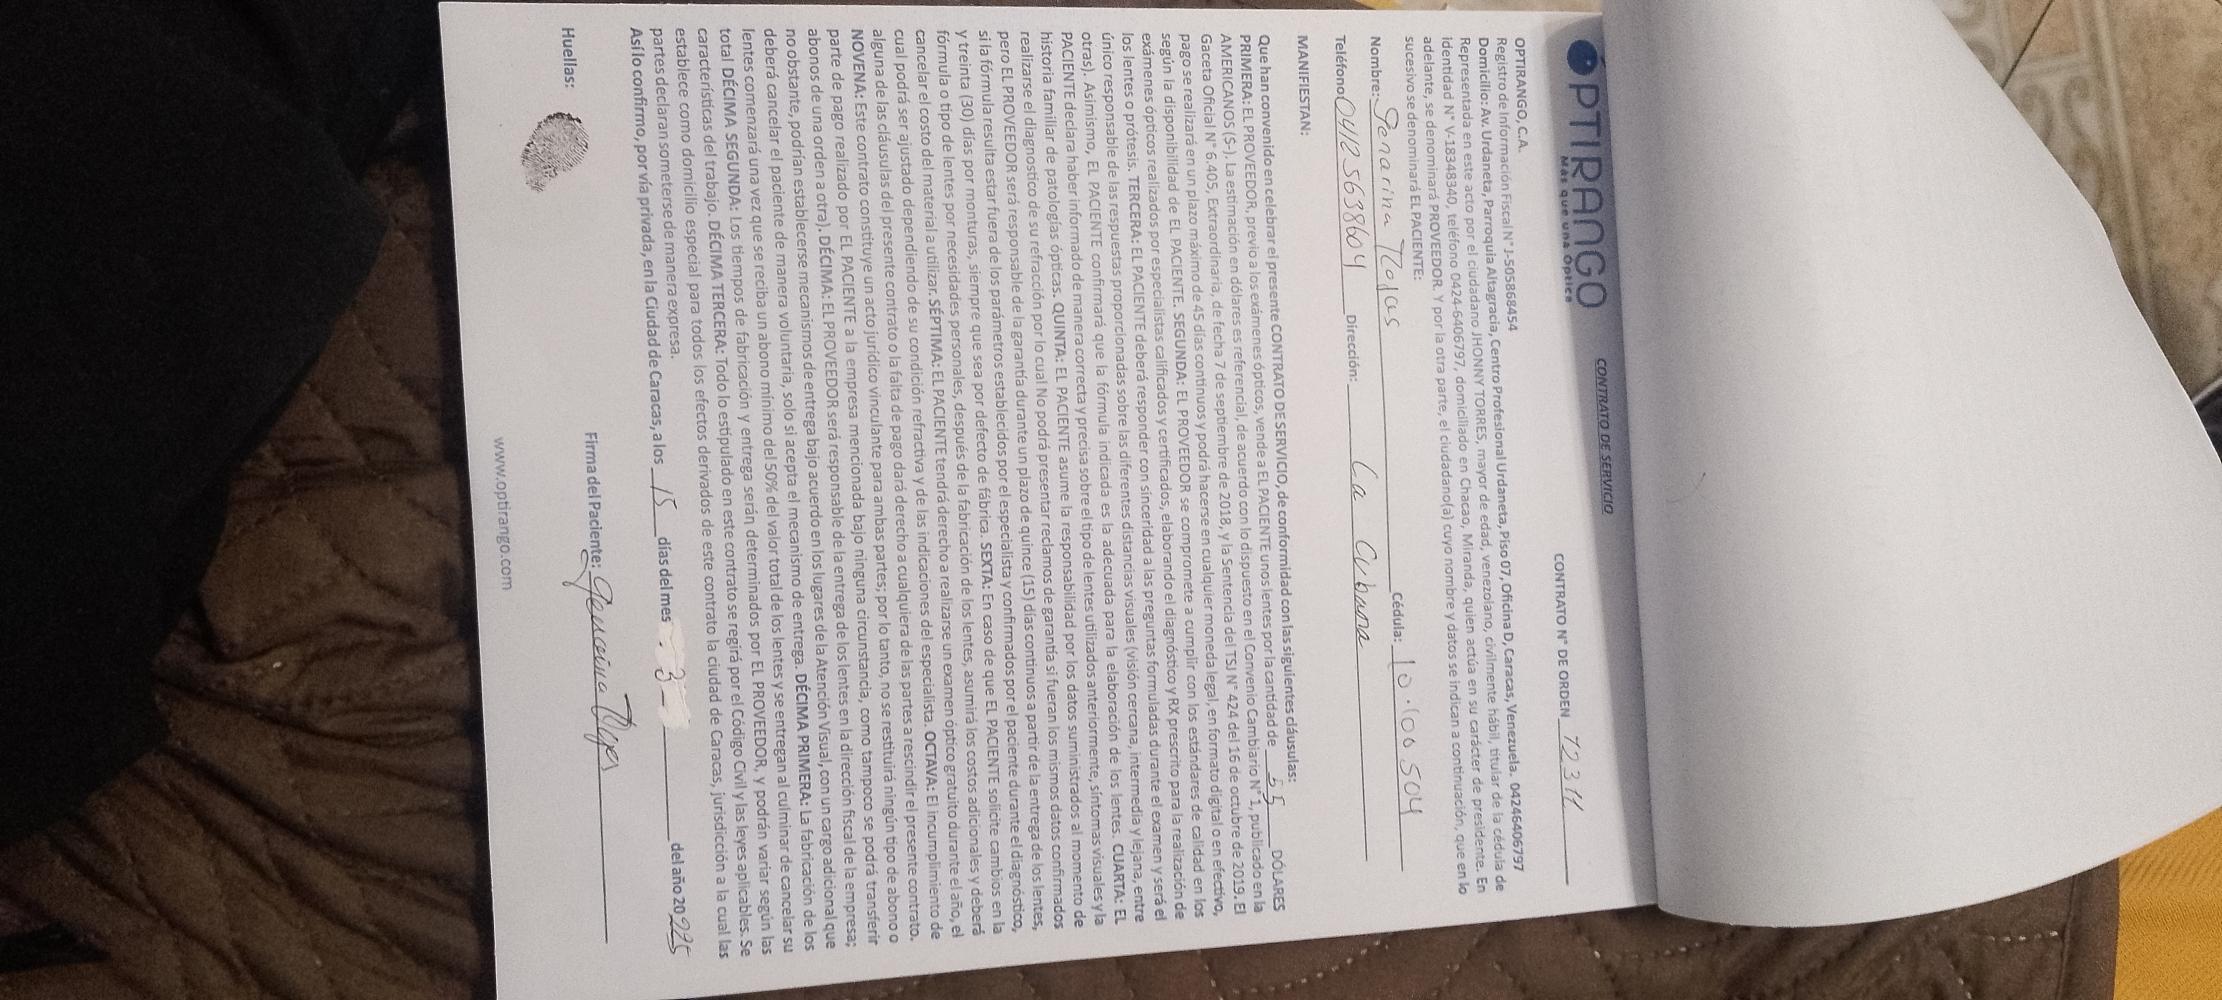 OPTIRANGO
Más que una Óptica
CONTRATO DE SERVICIO
CONTRATO N° DE ORDEN 72311
OPTIRANGO, C.A.
Registro de Información Fiscal N° J-505868454
Domicilio: Av. Urdaneta, Parroquia Altagracia, Centro Profesional Urdaneta, Piso 07, Oficina D, Caracas, Venezuela. 04246406797
Representada en este acto por el ciudadano JHONNY TORRES, mayor de edad, venezolano, civilmente hábil, titular de la cédula de
identidad N° V-18348340, teléfono 0424-6406797, domiciliado en Chacao, Miranda, quien actúa en su carácter de presidente. En
adelante, se denominará PROVEEDOR. Y por la otra parte, el ciudadano(a) cuyo nombre y datos se indican a continuación, que en lo
sucesivo se denominará EL PACIENTE:
Nombre: Genarina Rojas Cédula: 10.100504
Teléfono 04125638604 Dirección: La Cubana
MANIFIESTAN:
Que han convenido en celebrar el presente CONTRATO DE SERVICIO, de conformidad con las siguientes cláusulas:
PRIMERA: EL PROVEEDOR, previo a los exámenes ópticos, vende a EL PACIENTE unos lentes por la cantidad de 55 DÓLARES
AMERICANOS ($-). La estimación en dólares es referencial, de acuerdo con lo dispuesto en el Convenio Cambiario N° 1, publicado en la
Gaceta Oficial N° 6.405, Extraordinaria, de fecha 7 de septiembre de 2018, y la Sentencia del TSJ N° 424 del 16 de octubre de 2019. El
pago se realizará en un plazo máximo de 45 días continuos y podrá hacerse en cualquier moneda legal, en formato digital o en efectivo,
según la disponibilidad de EL PACIENTE. SEGUNDA: EL PROVEEDOR se compromete a cumplir con los estándares de calidad en los
exámenes ópticos realizados por especialistas calificados y certificados, elaborando el diagnóstico y RX prescrito para la realización de
los lentes o prótesis. TERCERA: EL PACIENTE deberá responder con sinceridad a las preguntas formuladas durante el examen y será el
único responsable de las respuestas proporcionadas sobre las diferentes distancias visuales (visión cercana, intermedia y lejana, entre
otras). Asimismo, EL PACIENTE confirmará que la fórmula indicada es la adecuada para la elaboración de los lentes. CUARTA: EL
PACIENTE declara haber informado de manera correcta y precisa sobre el tipo de lentes utilizados anteriormente, síntomas visuales y la
historia familiar de patologías ópticas. QUINTA: EL PACIENTE asume la responsabilidad por los datos suministrados al momento de
realizarse el diagnostico de su refracción por lo cual No podrá presentar reclamos de garantía si fueran los mismos datos confirmados
pero EL PROVEEDOR será responsable de la garantía durante un plazo de quince (15) días continuos a partir de la entrega de los lentes,
si la fórmula resulta estar fuera de los parámetros establecidos por el especialista y confirmados por el paciente durante el diagnóstico,
y treinta (30) días por monturas, siempre que sea por defecto de fábrica. SEXTA: En caso de que EL PACIENTE solicite cambios en la
fórmula o tipo de lentes por necesidades personales, después de la fabricación de los lentes, asumirá los costos adicionales y deberá
cancelar el costo del material a utilizar. SÉPTIMA: EL PACIENTE tendrá derecho a realizarse un examen óptico gratuito durante el año, el
cual podrá ser ajustado dependiendo de su condición refractiva y de las indicaciones del especialista. OCTAVA: El incumplimiento de
alguna de las cláusulas del presente contrato o la falta de pago dará derecho a cualquiera de las partes a rescindir el presente contrato.
NOVENA: Este contrato constituye un acto jurídico vinculante para ambas partes; por lo tanto, no se restituirá ningún tipo de abono o
parte de pago realizado por EL PACIENTE a la empresa mencionada bajo ninguna circunstancia, como tampoco se podrá transferir
abonos de una orden a otra). DÉCIMA: EL PROVEEDOR será responsable de la entrega de los lentes en la dirección fiscal de la empresa;
no obstante, podrían establecerse mecanismos de entrega bajo acuerdo en los lugares de la Atención Visual, con un cargo adicional que
deberá cancelar el paciente de manera voluntaria, solo si acepta el mecanismo de entrega. DÉCIMA PRIMERA: La fabricación de los
lentes comenzará una vez que se reciba un abono mínimo del 50% del valor total de los lentes y se entregan al culminar de cancelar su
total DÉCIMA SEGUNDA: Los tiempos de fabricación y entrega serán determinados por EL PROVEEDOR, y podrán variar según las
características del trabajo. DÉCIMA TERCERA: Todo lo estipulado en este contrato se regirá por el Código Civil y las leyes aplicables. Se
establece como domicilio especial para todos los efectos derivados de este contrato la ciudad de Caracas, jurisdicción a la cual las
partes declaran someterse de manera expresa.
Así lo confirmo, por vía privada, en la Ciudad de Caracas, a los 15 días del mes 3 del año 20225
Huellas:
Firma del Paciente: Genarina Rojas
www.optirango.com